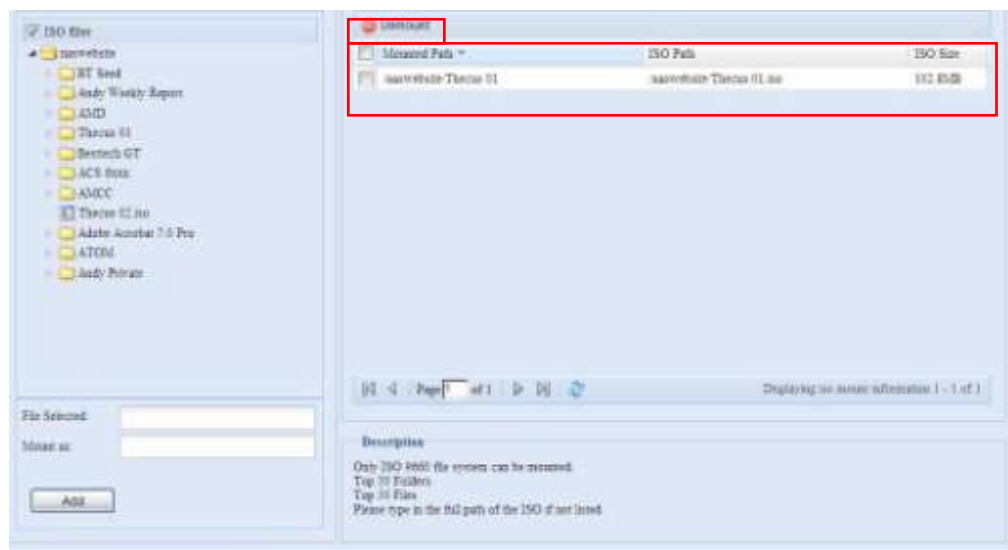 ISO filter
naswebsite
BT Seed
Andy Weekly Report
AMD
Thecus 01
Bestech GT
ACS
AMCC
Thecus 02.iso
Adobe Acrobat 7.0 Pro
ATOM
Andy Private
File Selected:
Mount as:
Add
Unmount
Mounted Path ISO Path ISO Size
naswebsite Thecus 01 naswebsite Thecus 01.iso
Page of 1 Displaying iso mount information 1 - 1 of 1
Description
Only ISO 9660 file system can be mounted.
Top Folders
Top Files
Please type in the full path of the ISO if not listed.